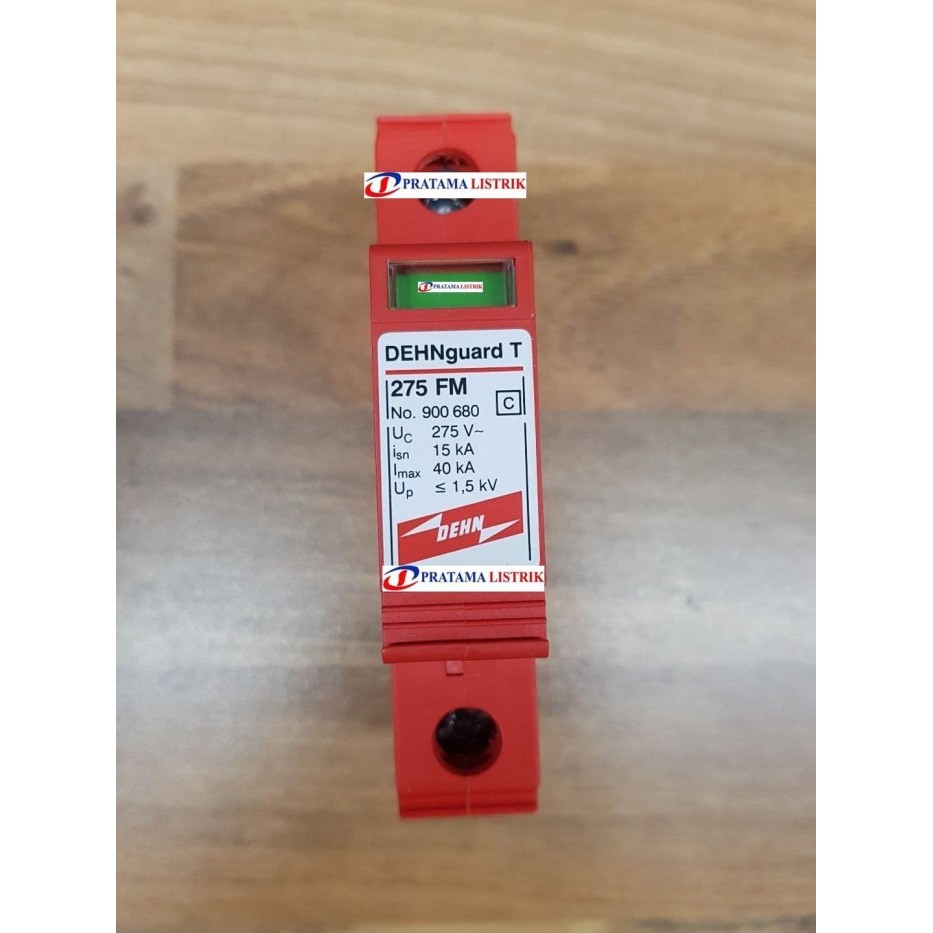 PRATAMA LISTRIK
PRATAMA LISTRIK
DEHNguard T
275 FM
No. 900 680 C
UC 275 V~
isn 15 kA
Imax 40 kA
Up ≤ 1,5 kV
DEHN
PRATAMA LISTRIK